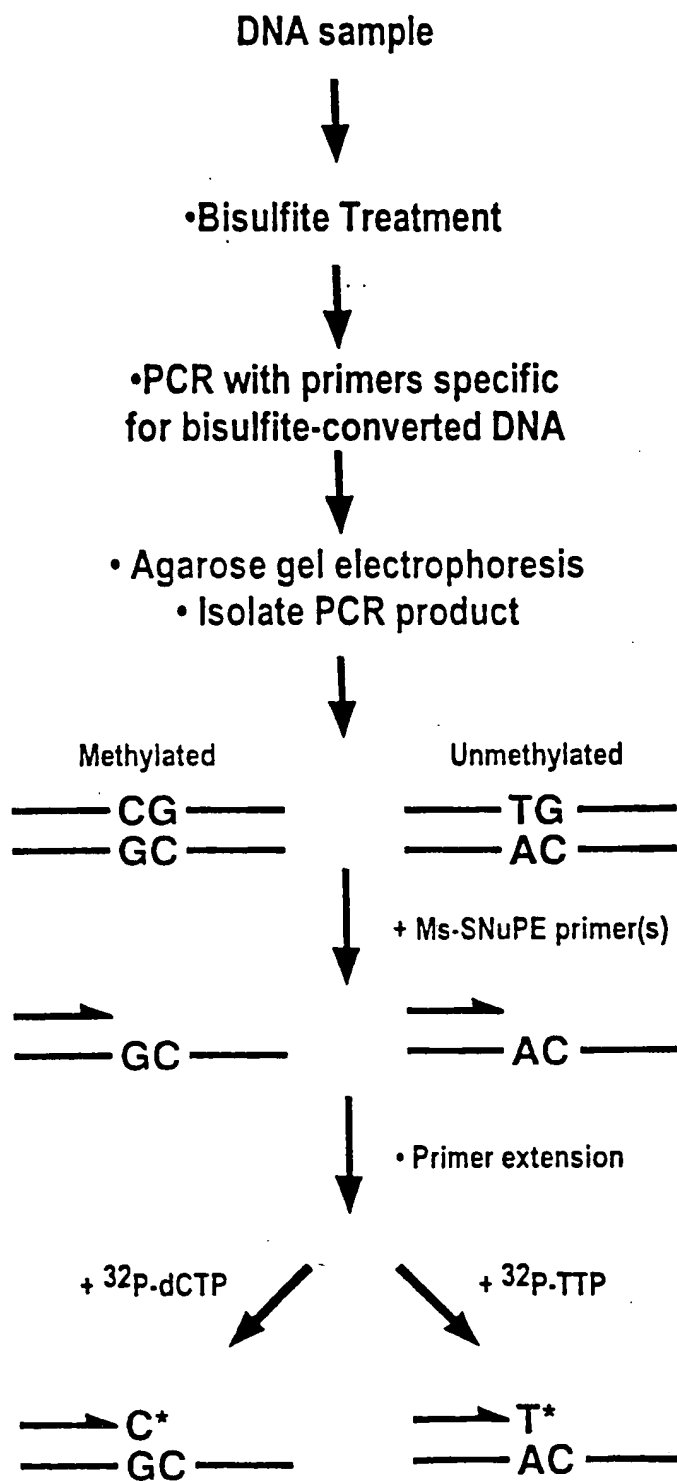 DNA sample
•Bisulfite Treatment
•PCR with primers specific
for bisulfite-converted DNA
• Agarose gel electrophoresis
• Isolate PCR product
Methylated Unmethylated
CG TG
GC AC
+ Ms-SNuPE primer(s)
GC AC
• Primer extension
+ ³²P-dCTP + ³²P-TTP
C* T*
GC AC